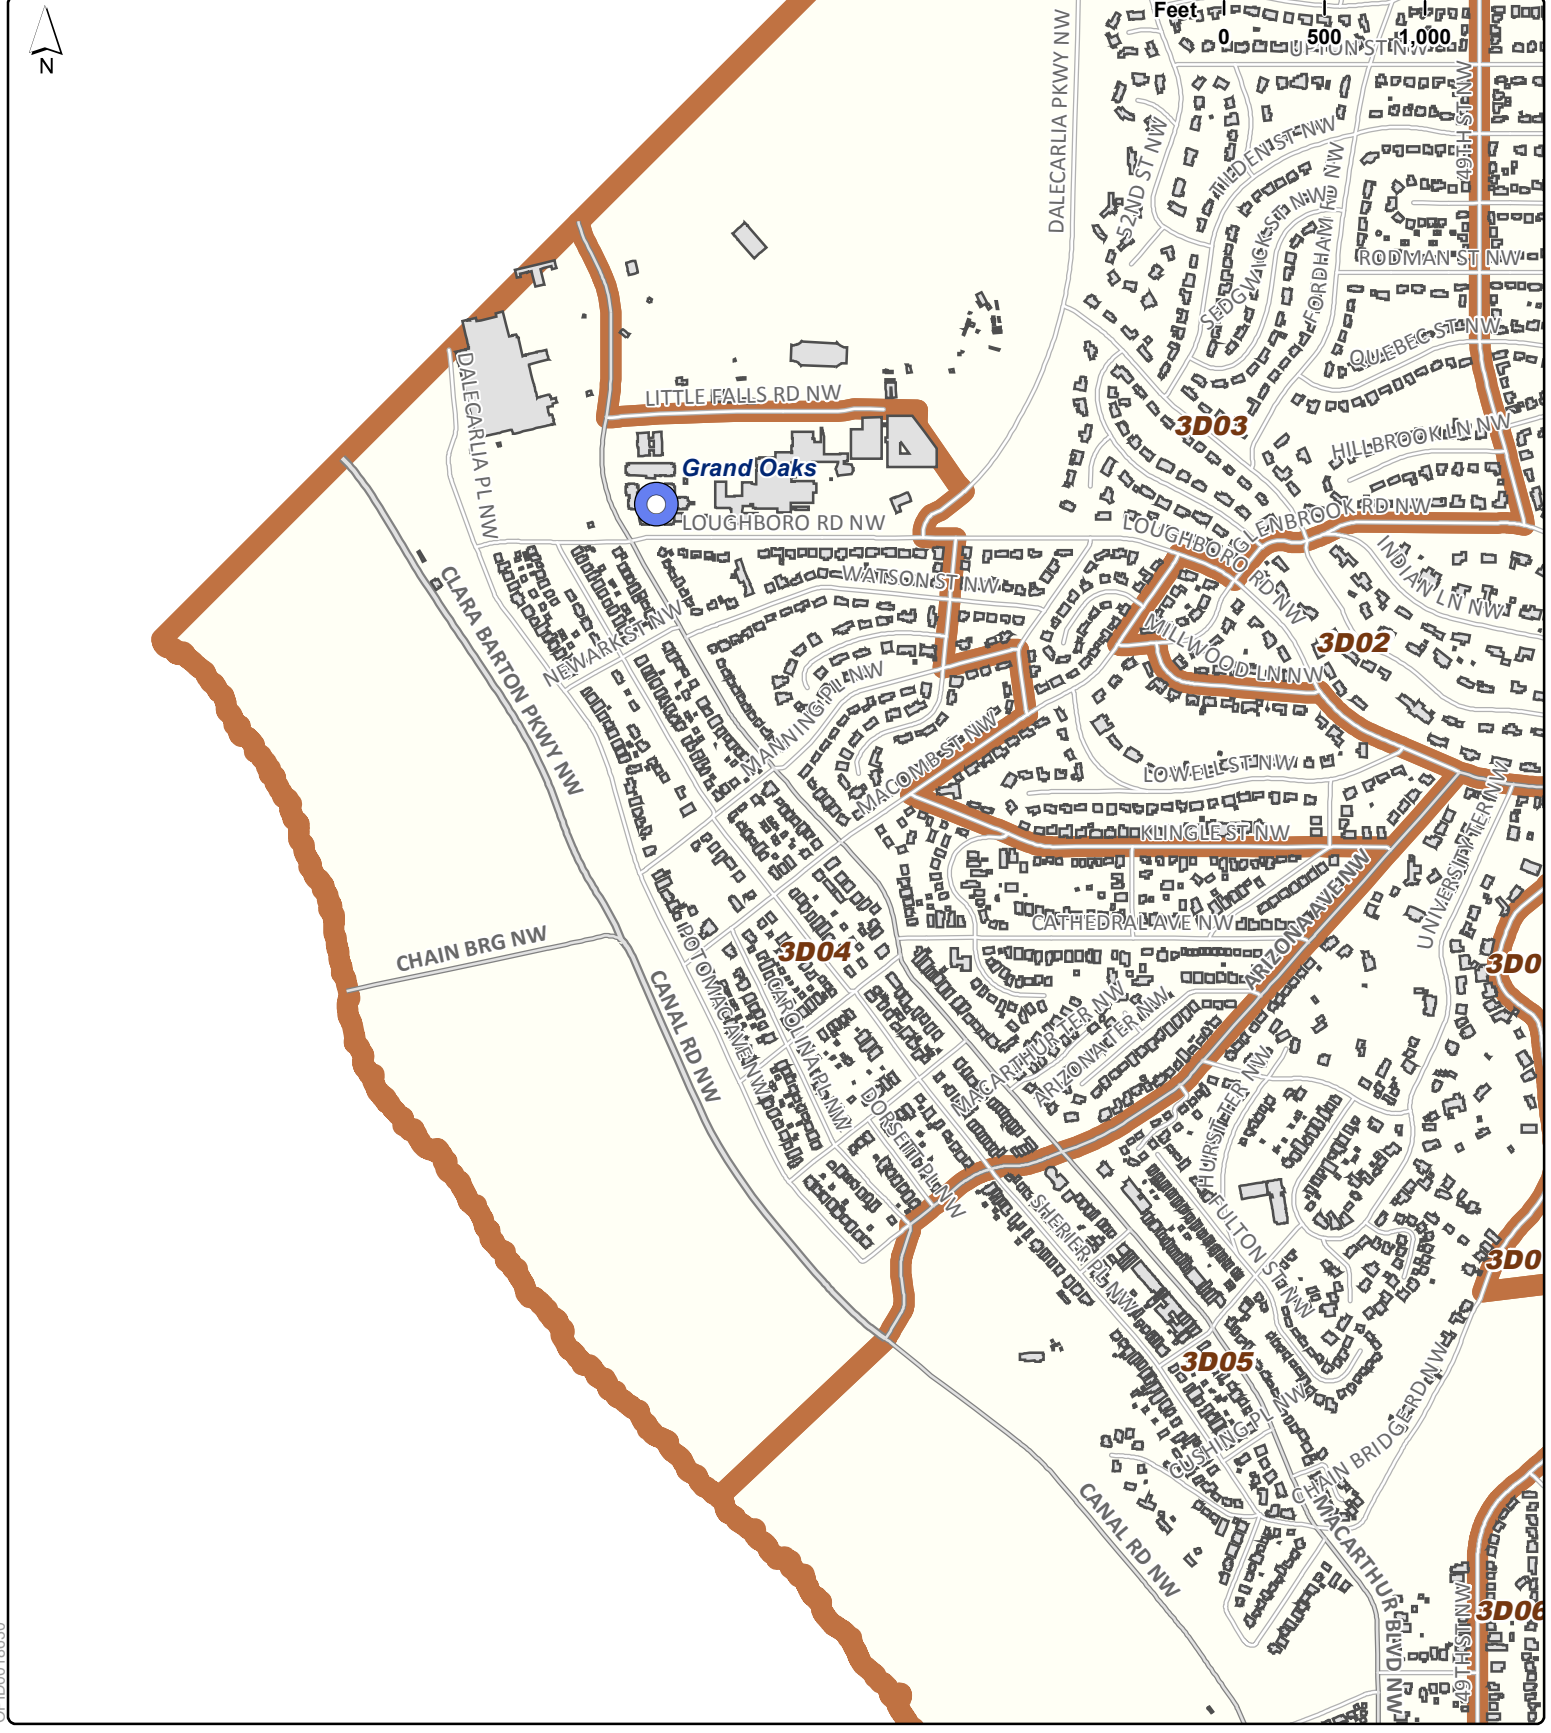 Feet
0 500 1,000
N
UPTON ST NW
DALECARLIA PKWY NW
49TH ST NW
52ND ST NW
TILDEN ST NW
SEDGWICK ST NW
FORDHAM RD NW
RODMAN ST NW
QUEBEC ST NW
DALECARLIA PL NW
LITTLE FALLS RD NW
3D03
HILLBROOK LN NW
Grand Oaks
LOUGHBORO RD NW
LOUGHBORO RD NW
GLENBROOK RD NW
INDIAN LN NW
WATSON ST NW
CLARA BARTON PKWY NW
NEWARK ST NW
MILLWOOD LN NW
3D02
MANNING PL NW
MACOMB ST NW
LOWELL ST NW
KLINGLE ST NW
UNIVERSITY TER NW
ARIZONA AVE NW
CATHEDRAL AVE NW
CHAIN BRG NW
3D04
3D0
POTOMAC AVE NW
CAROLINA PL NW
CANAL RD NW
MACARTHUR TER NW
ARIZONA TER NW
DORSETT PL NW
HURST TER NW
SHERIER PL NW
FULTON ST NW
3D0
3D05
CUSHING PL NW
CHAIN BRIDGE RD NW
CANAL RD NW
MACARTHUR BLVD NW
49TH ST NW
3D06